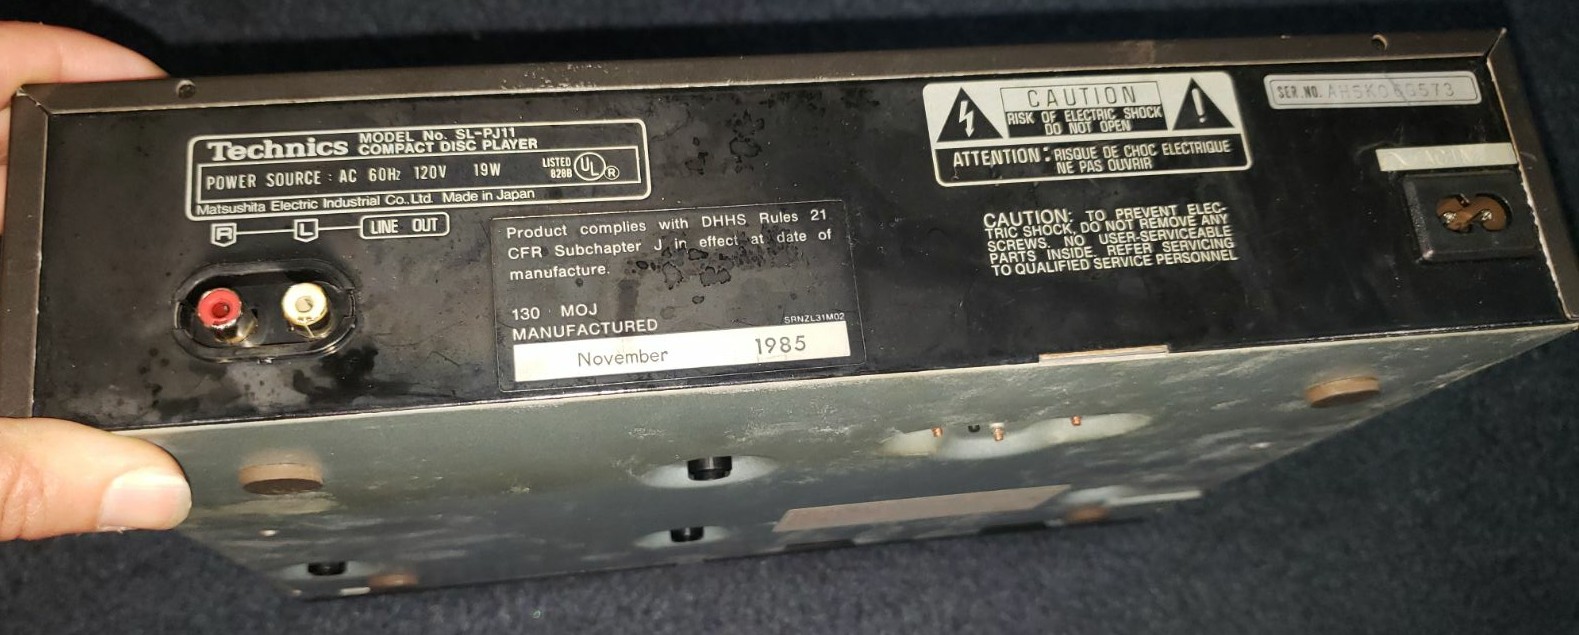 Technics
MODEL No. SL-PJ11
COMPACT DISC PLAYER
POWER SOURCE : AC 60Hz 120V 19W
LISTED
828B
UL
R
Matsushita Electric Industrial Co., Ltd. Made in Japan
R L LINE OUT
Product complies with DHHS Rules 21
CFR Subchapter J in effect at date of
manufacture.
130 MOJ
MANUFACTURED
SRNZL31M02
November 1985
CAUTION
RISK OF ELECTRIC SHOCK
DO NOT OPEN
ATTENTION : RISQUE DE CHOC ELECTRIQUE
NE PAS OUVRIR
CAUTION: TO PREVENT ELEC-
TRIC SHOCK, DO NOT REMOVE ANY
SCREWS. NO USER-SERVICEABLE
PARTS INSIDE. REFER SERVICING
TO QUALIFIED SERVICE PERSONNEL
SER.NO.